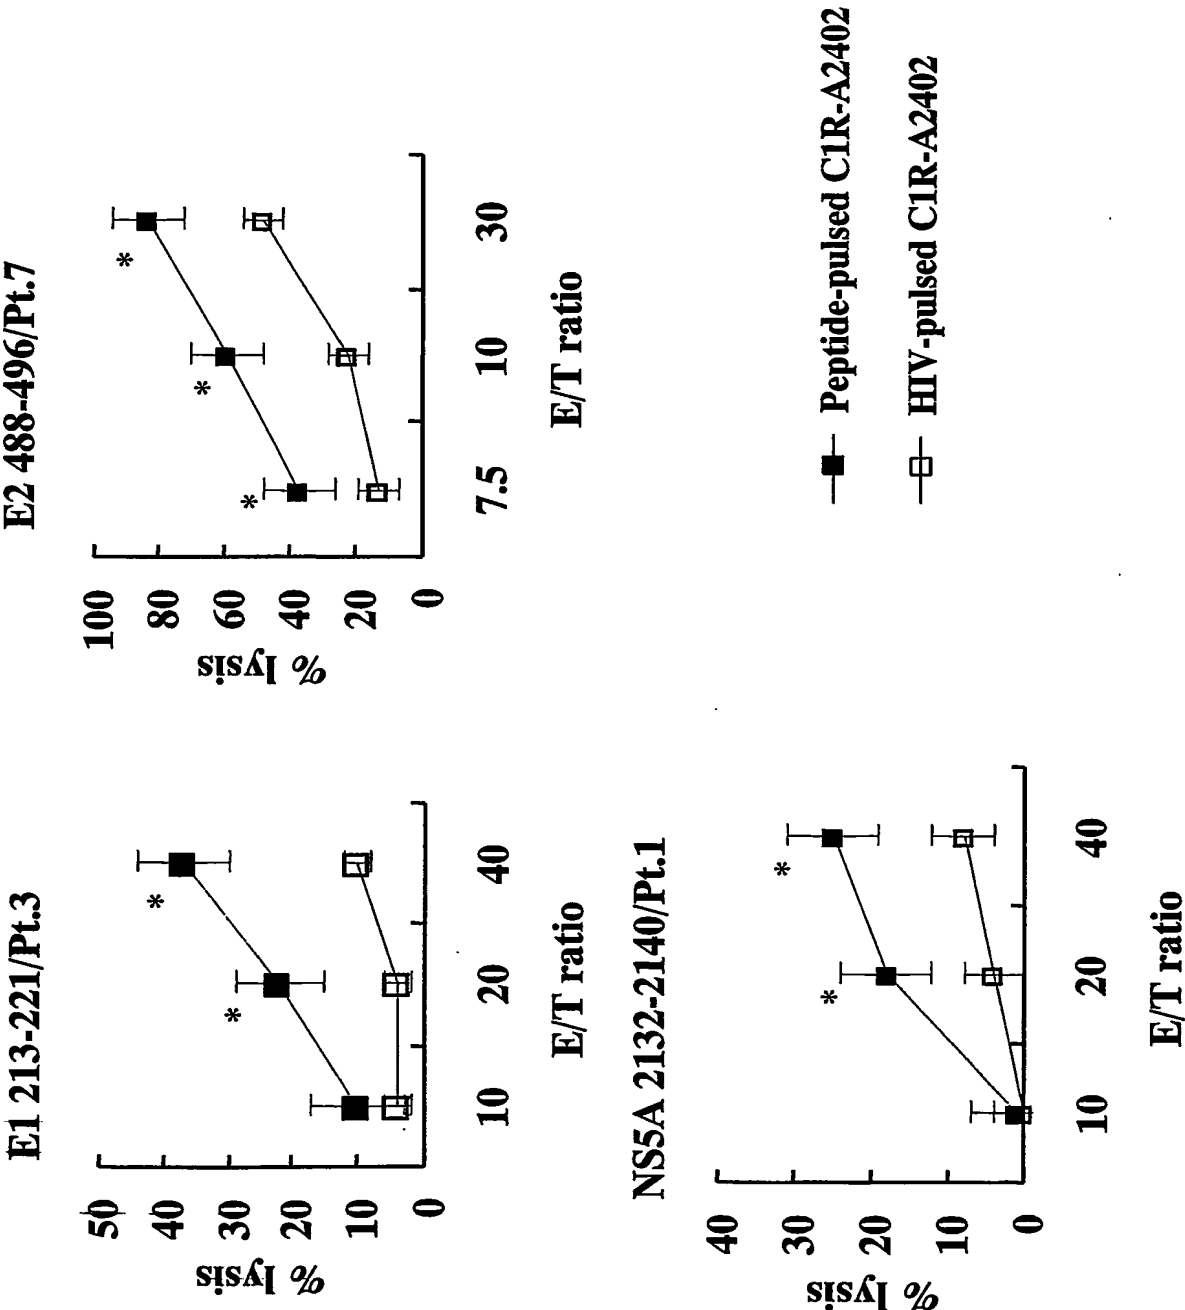 E1 213-221/Pt.3
% lysis
50
40
30
20
10
0
10 20 40
E/T ratio
*
*
E2 488-496/Pt.7
% lysis
100
80
60
40
20
0
7.5 10 30
E/T ratio
*
*
*
NS5A 2132-2140/Pt.1
% lysis
40
30
20
10
0
10 20 40
E/T ratio
*
*
Peptide-pulsed C1R-A2402
HIV-pulsed C1R-A2402